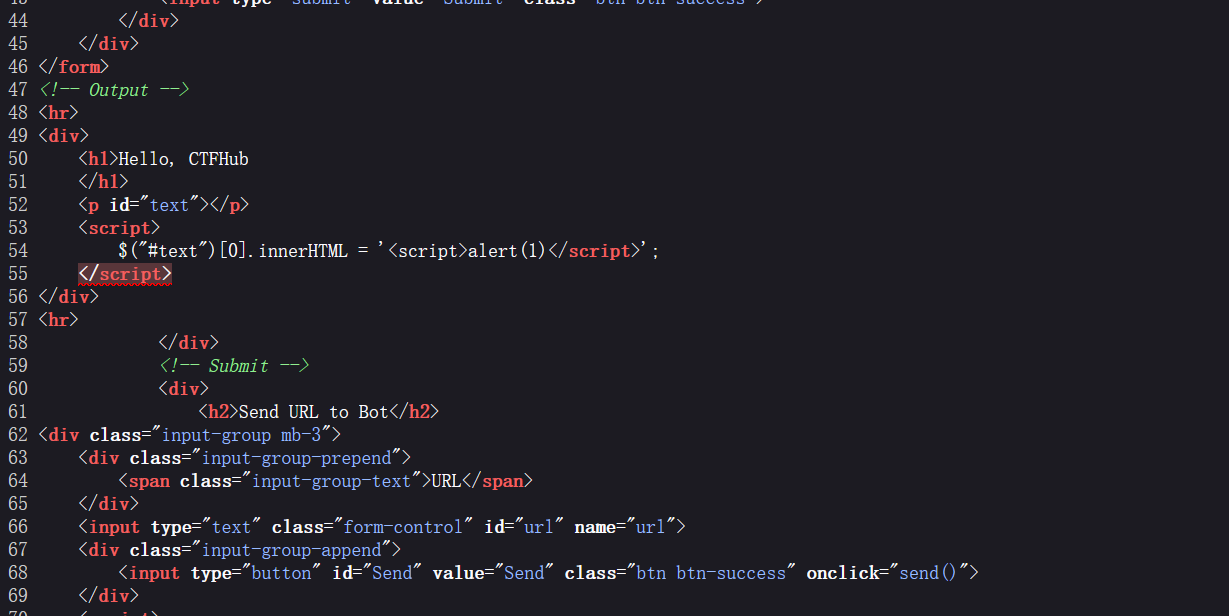 43 <input type="submit" value="Submit" class="btn btn-success">
44 </div>
45 </div>
46 </form>
47 <!-- Output -->
48 <hr>
49 <div>
50 <h1>Hello, CTFHub
51 </h1>
52 <p id="text"></p>
53 <script>
54 $("#text")[0].innerHTML = '<script>alert(1)</script>';
55 </script>
56 </div>
57 <hr>
58 </div>
59 <!-- Submit -->
60 <div>
61 <h2>Send URL to Bot</h2>
62 <div class="input-group mb-3">
63 <div class="input-group-prepend">
64 <span class="input-group-text">URL</span>
65 </div>
66 <input type="text" class="form-control" id="url" name="url">
67 <div class="input-group-append">
68 <input type="button" id="Send" value="Send" class="btn btn-success" onclick="send()">
69 </div>